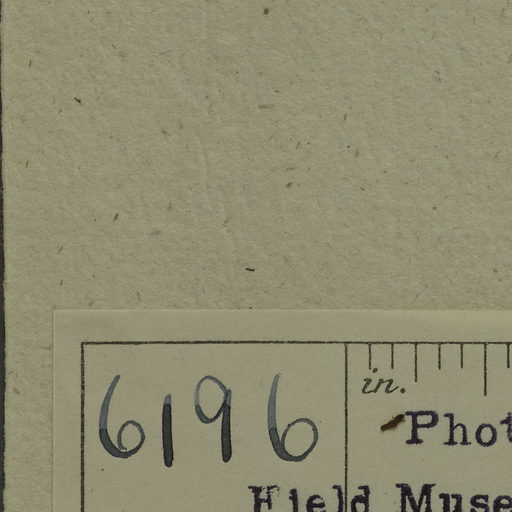 6196
in.
Phot
Field Muse